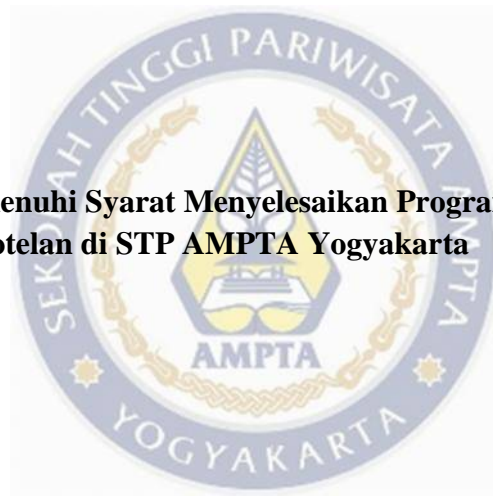 SEKOLAH TINGGI PARIWISATA AMPTA
enuhi Syarat Menyelesaikan Progra
otelan di STP AMPTA Yogyakarta
AMPTA
YOGYAKARTA